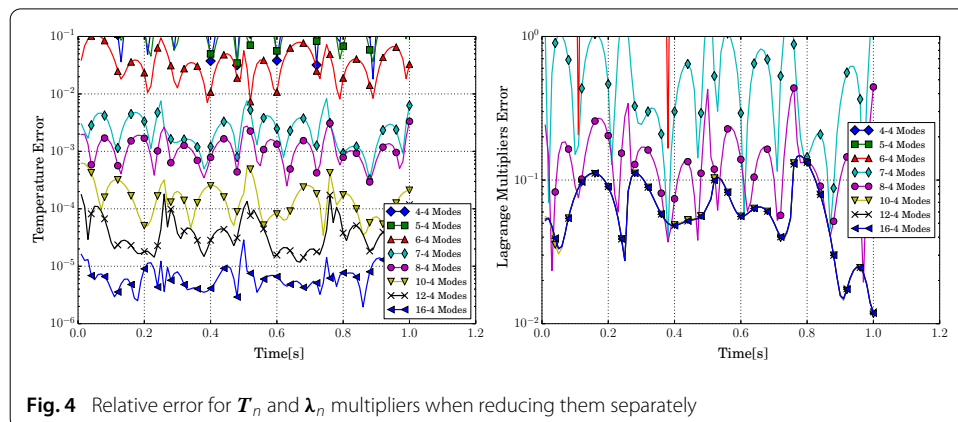 Temperature Error
10⁻¹
10⁻²
10⁻³
10⁻⁴
10⁻⁵
10⁻⁶
0.0 0.2 0.4 0.6 0.8 1.0 1.2
Time[s]
4-4 Modes
5-4 Modes
6-4 Modes
7-4 Modes
8-4 Modes
10-4 Modes
12-4 Modes
16-4 Modes
Lagrange Multipliers Error
10⁰
10⁻¹
10⁻²
0.0 0.2 0.4 0.6 0.8 1.0 1.2
Time[s]
4-4 Modes
5-4 Modes
6-4 Modes
7-4 Modes
8-4 Modes
10-4 Modes
12-4 Modes
16-4 Modes
Fig. 4 Relative error for Tₙ and λₙ multipliers when reducing them separately